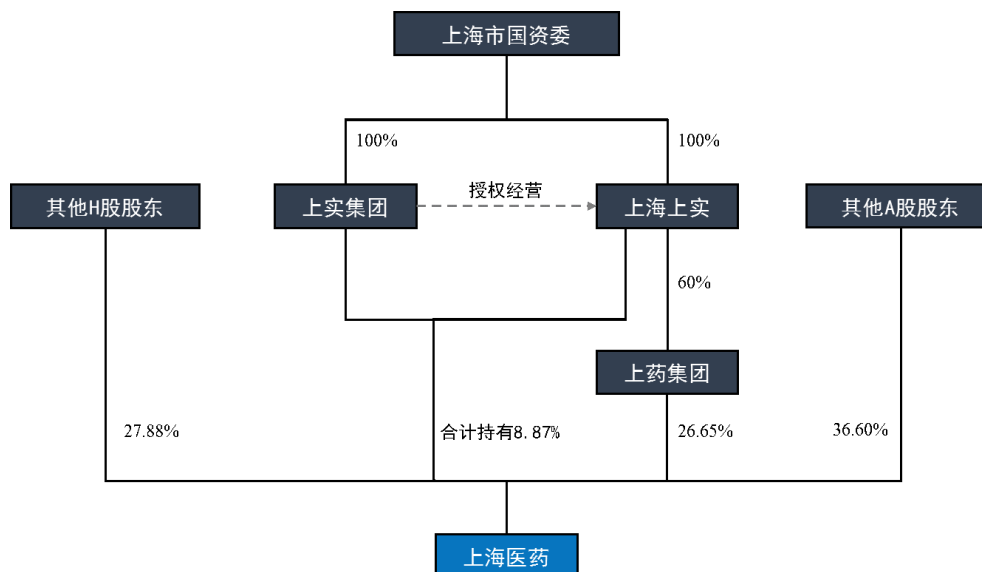 上海市国资委
100%
100%
其他H股股东
上实集团
授权经营
上海上实
其他A股股东
60%
上药集团
27.88%
合计持有8.87%
26.65%
36.60%
上海医药